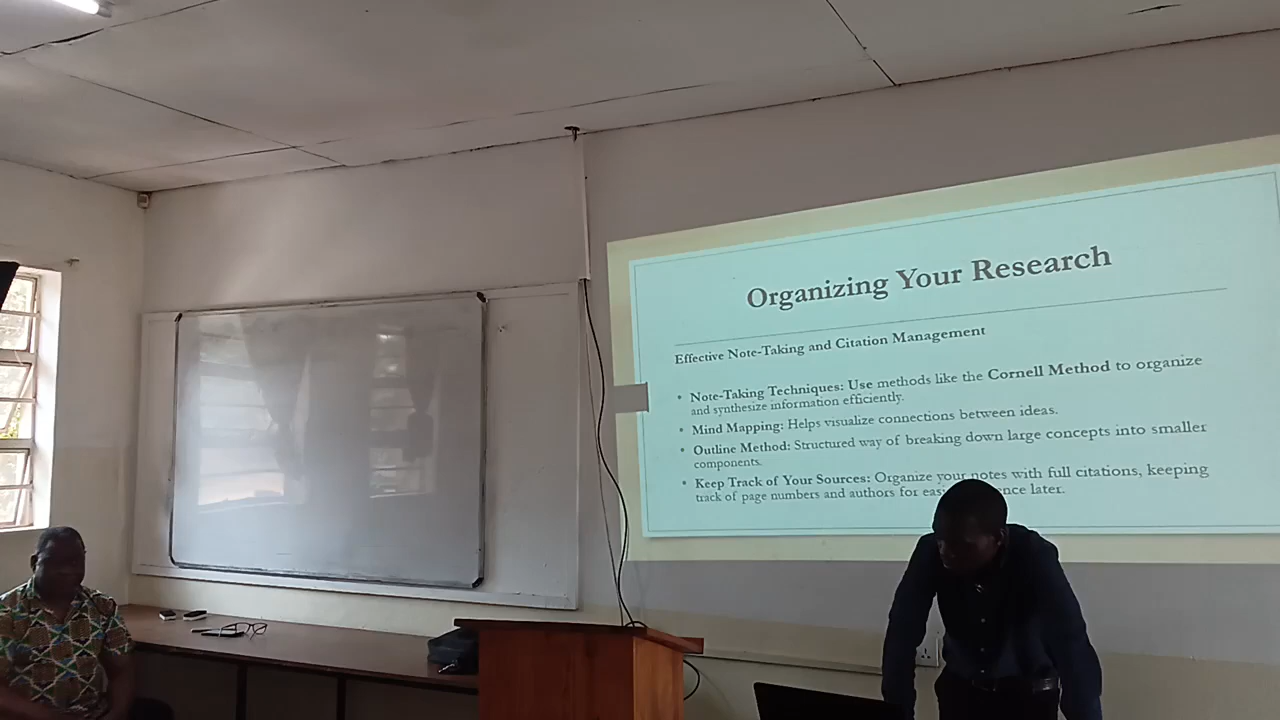 Organizing Your Research
Effective Note-Taking and Citation Management
• Note-Taking Techniques: Use methods like the Cornell Method to organize
and synthesize information efficiently.
• Mind Mapping: Helps visualize connections between ideas.
• Outline Method: Structured way of breaking down large concepts into smaller
components.
• Keep Track of Your Sources: Organize your notes with full citations, keeping
track of page numbers and authors for later.